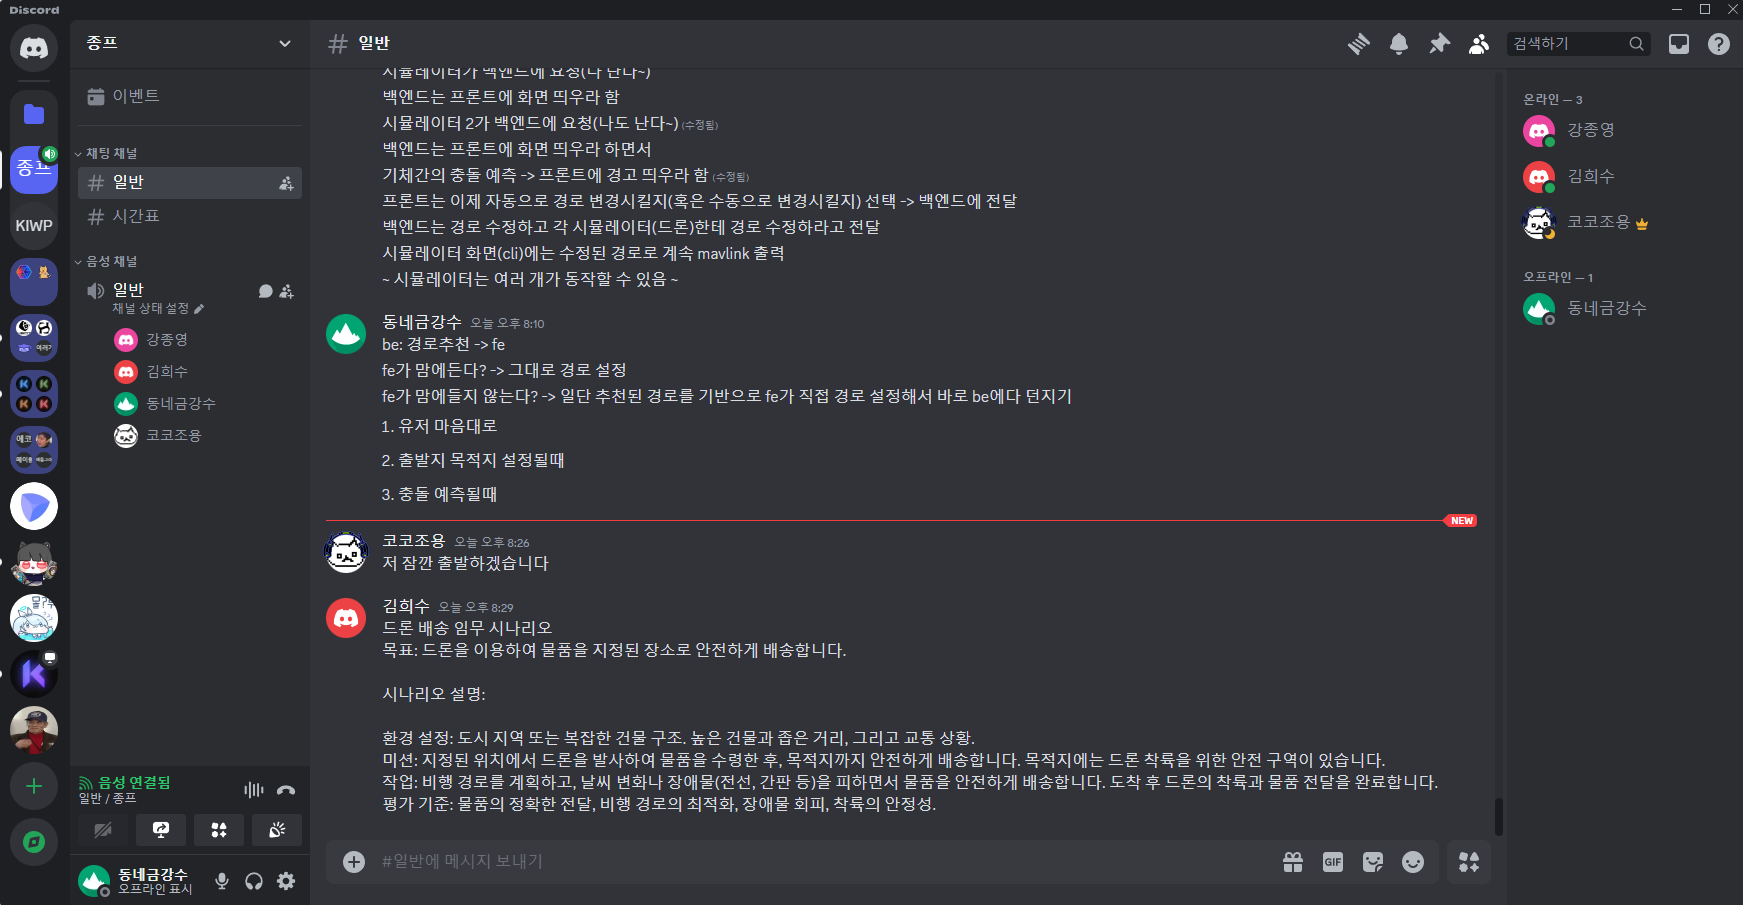 Discord
종프
이벤트
채팅 채널
일반
시간표
음성 채널
일반
채널 상태 설정
강종영
김희수
동네금강수
코코조용
종프
KIWP
음성 연결됨
일반 / 종프
동네금강수
오프라인 표시
일반
검색하기
시뮬레이터가 백엔드에 요청(나 난다~)
백엔드는 프론트에 화면 띄우라 함
시뮬레이터 2가 백엔드에 요청(나도 난다~) (수정됨)
백엔드는 프론트에 화면 띄우라 하면서
기체간의 충돌 예측 -> 프론트에 경고 띄우라 함 (수정됨)
프론트는 이제 자동으로 경로 변경시킬지(혹은 수동으로 변경시킬지) 선택 -> 백엔드에 전달
백엔드는 경로 수정하고 각 시뮬레이터(드론)한테 경로 수정하라고 전달
시뮬레이터 화면(cli)에는 수정된 경로로 계속 mavlink 출력
~ 시뮬레이터는 여러 개가 동작할 수 있음 ~
동네금강수 오늘 오후 8:10
be: 경로추천 -> fe
fe가 맘에든다? -> 그대로 경로 설정
fe가 맘에들지 않는다? -> 일단 추천된 경로를 기반으로 fe가 직접 경로 설정해서 바로 be에다 던지기
1. 유저 마음대로
2. 출발지 목적지 설정될때
3. 충돌 예측될때
NEW
코코조용 오늘 오후 8:26
저 잠깐 출발하겠습니다
김희수 오늘 오후 8:29
드론 배송 임무 시나리오
목표: 드론을 이용하여 물품을 지정된 장소로 안전하게 배송합니다.
시나리오 설명:
환경 설정: 도시 지역 또는 복잡한 건물 구조. 높은 건물과 좁은 거리, 그리고 교통 상황.
미션: 지정된 위치에서 드론을 발사하여 물품을 수령한 후, 목적지까지 안전하게 배송합니다. 목적지에는 드론 착륙을 위한 안전 구역이 있습니다.
작업: 비행 경로를 계획하고, 날씨 변화나 장애물(전선, 간판 등)을 피하면서 물품을 안전하게 배송합니다. 도착 후 드론의 착륙과 물품 전달을 완료합니다.
평가 기준: 물품의 정확한 전달, 비행 경로의 최적화, 장애물 회피, 착륙의 안정성.
#일반에 메시지 보내기
GIF
온라인 — 3
강종영
김희수
코코조용
오프라인 — 1
동네금강수